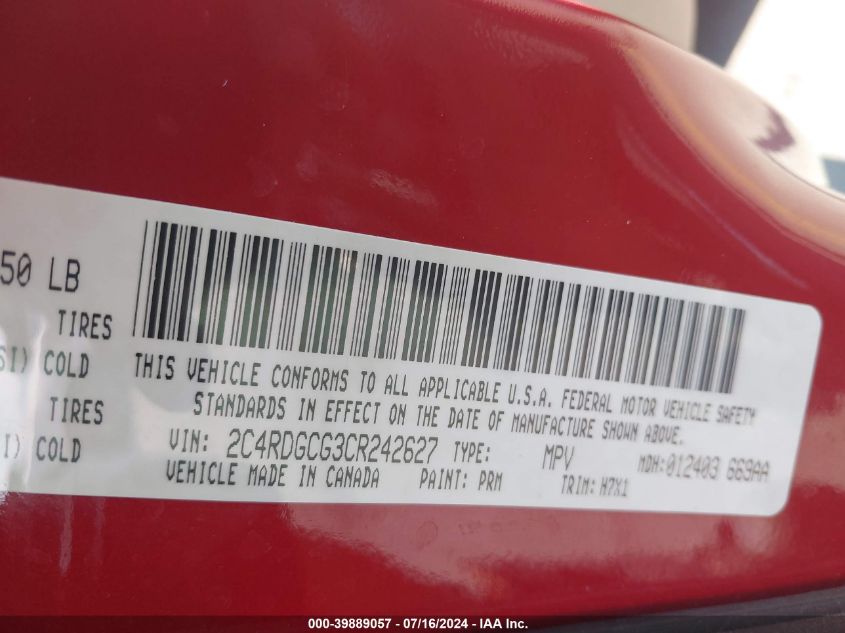 50 LB
TIRES
SI) COLD
TIRES
I) COLD
THIS VEHICLE CONFORMS TO ALL APPLICABLE U.S.A. FEDERAL MOTOR VEHICLE SAFETY
STANDARDS IN EFFECT ON THE DATE OF MANUFACTURE SHOWN ABOVE.
VIN: 2C4RDGCG3CR242627 TYPE: MPV MDH:012403 669AA
VEHICLE MADE IN CANADA PAINT: PRM TRIM: H7X1
000-39889057 - 07/16/2024 - IAA Inc.